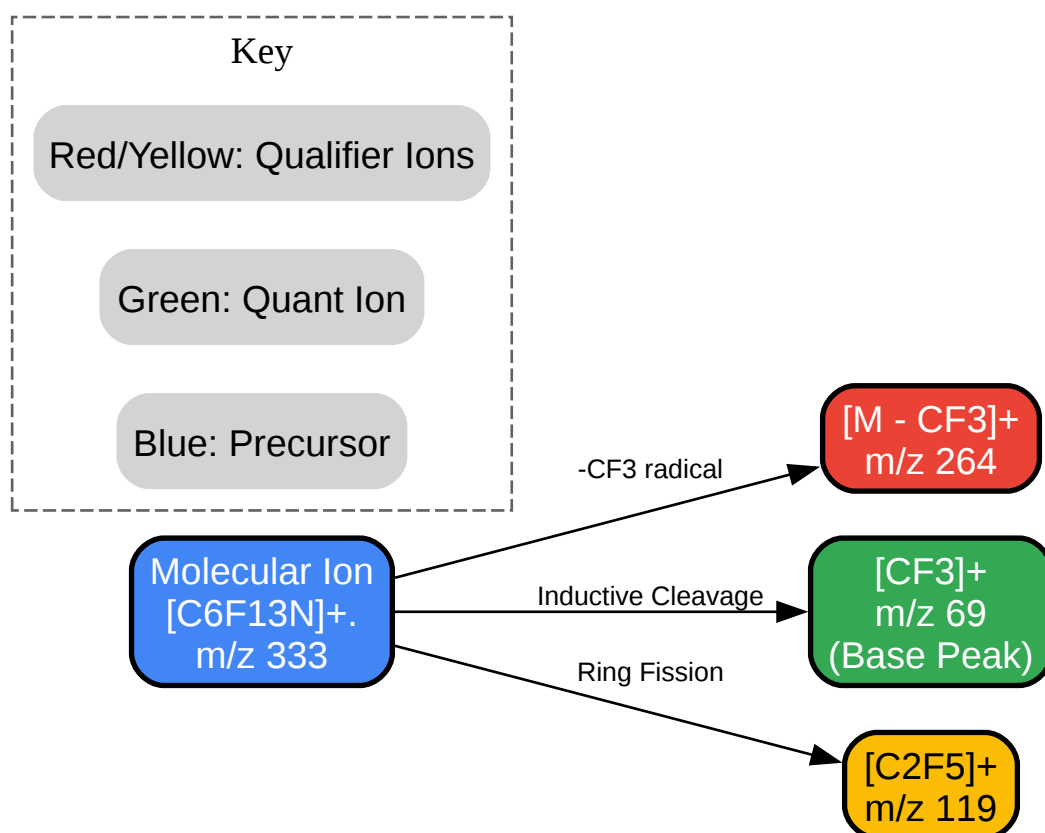 Key
Red/Yellow: Qualifier Ions
Green: Quant Ion
Blue: Precursor
Molecular Ion
[C6F13N]+.
m/z 333
-CF3 radical
Inductive Cleavage
Ring Fission
[M - CF3]+
m/z 264
[CF3]+
m/z 69
(Base Peak)
[C2F5]+
m/z 119